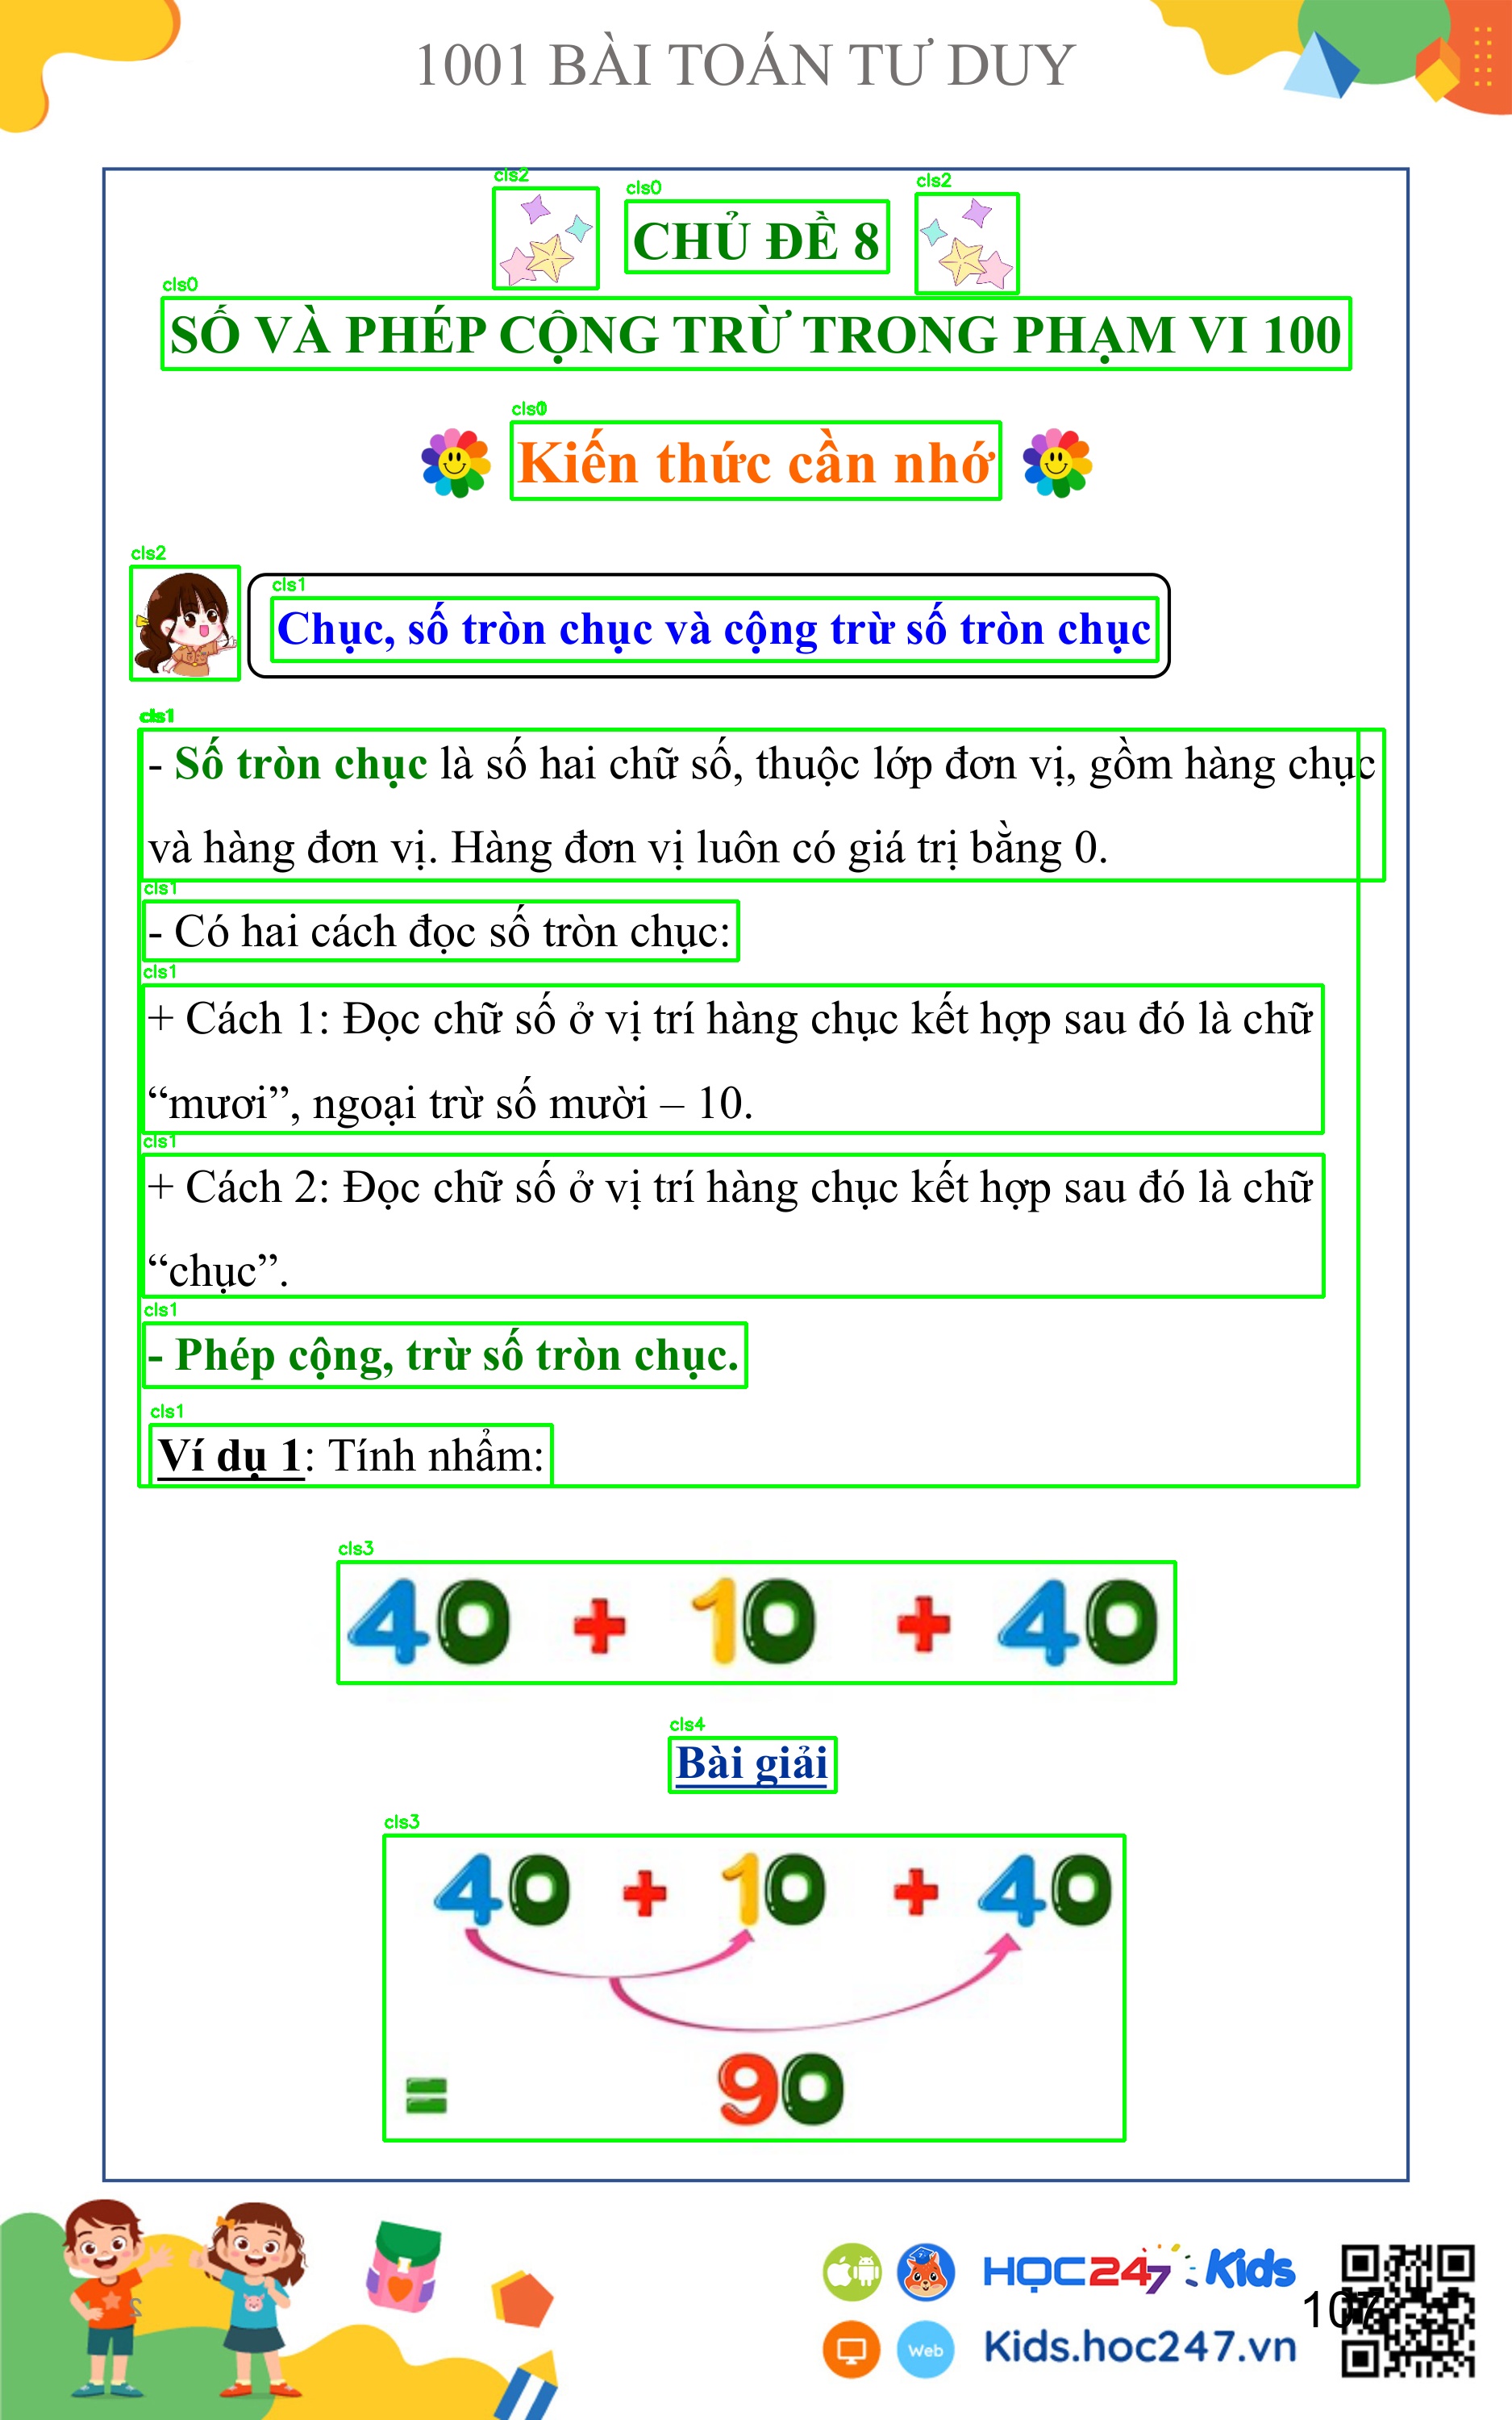 1001 BÀI TOÁN TƯ DUY
cls2
cls0
cls2
CHỦ ĐỀ 8
cls0
SỐ VÀ PHÉP CỘNG TRỪ TRONG PHẠM VI 100
Kiến thức cần nhớ
cls2
cls1
Chục, số tròn chục và cộng trừ số tròn chục
cls1
- Số tròn chục là số hai chữ số, thuộc lớp đơn vị, gồm hàng chục
và hàng đơn vị. Hàng đơn vị luôn có giá trị bằng 0.
cls1
- Có hai cách đọc số tròn chục:
cls1
+ Cách 1: Đọc chữ số ở vị trí hàng chục kết hợp sau đó là chữ
“mươi”, ngoại trừ số mười – 10.
cls1
+ Cách 2: Đọc chữ số ở vị trí hàng chục kết hợp sau đó là chữ
“chục”.
cls1
- Phép cộng, trừ số tròn chục.
cls1
Ví dụ 1: Tính nhẩm:
cls3
40 + 10 + 40
cls4
Bài giải
cls3
40 + 10 + 40
= 90
HỌC247 Kids
107
Web
Kids.hoc247.vn